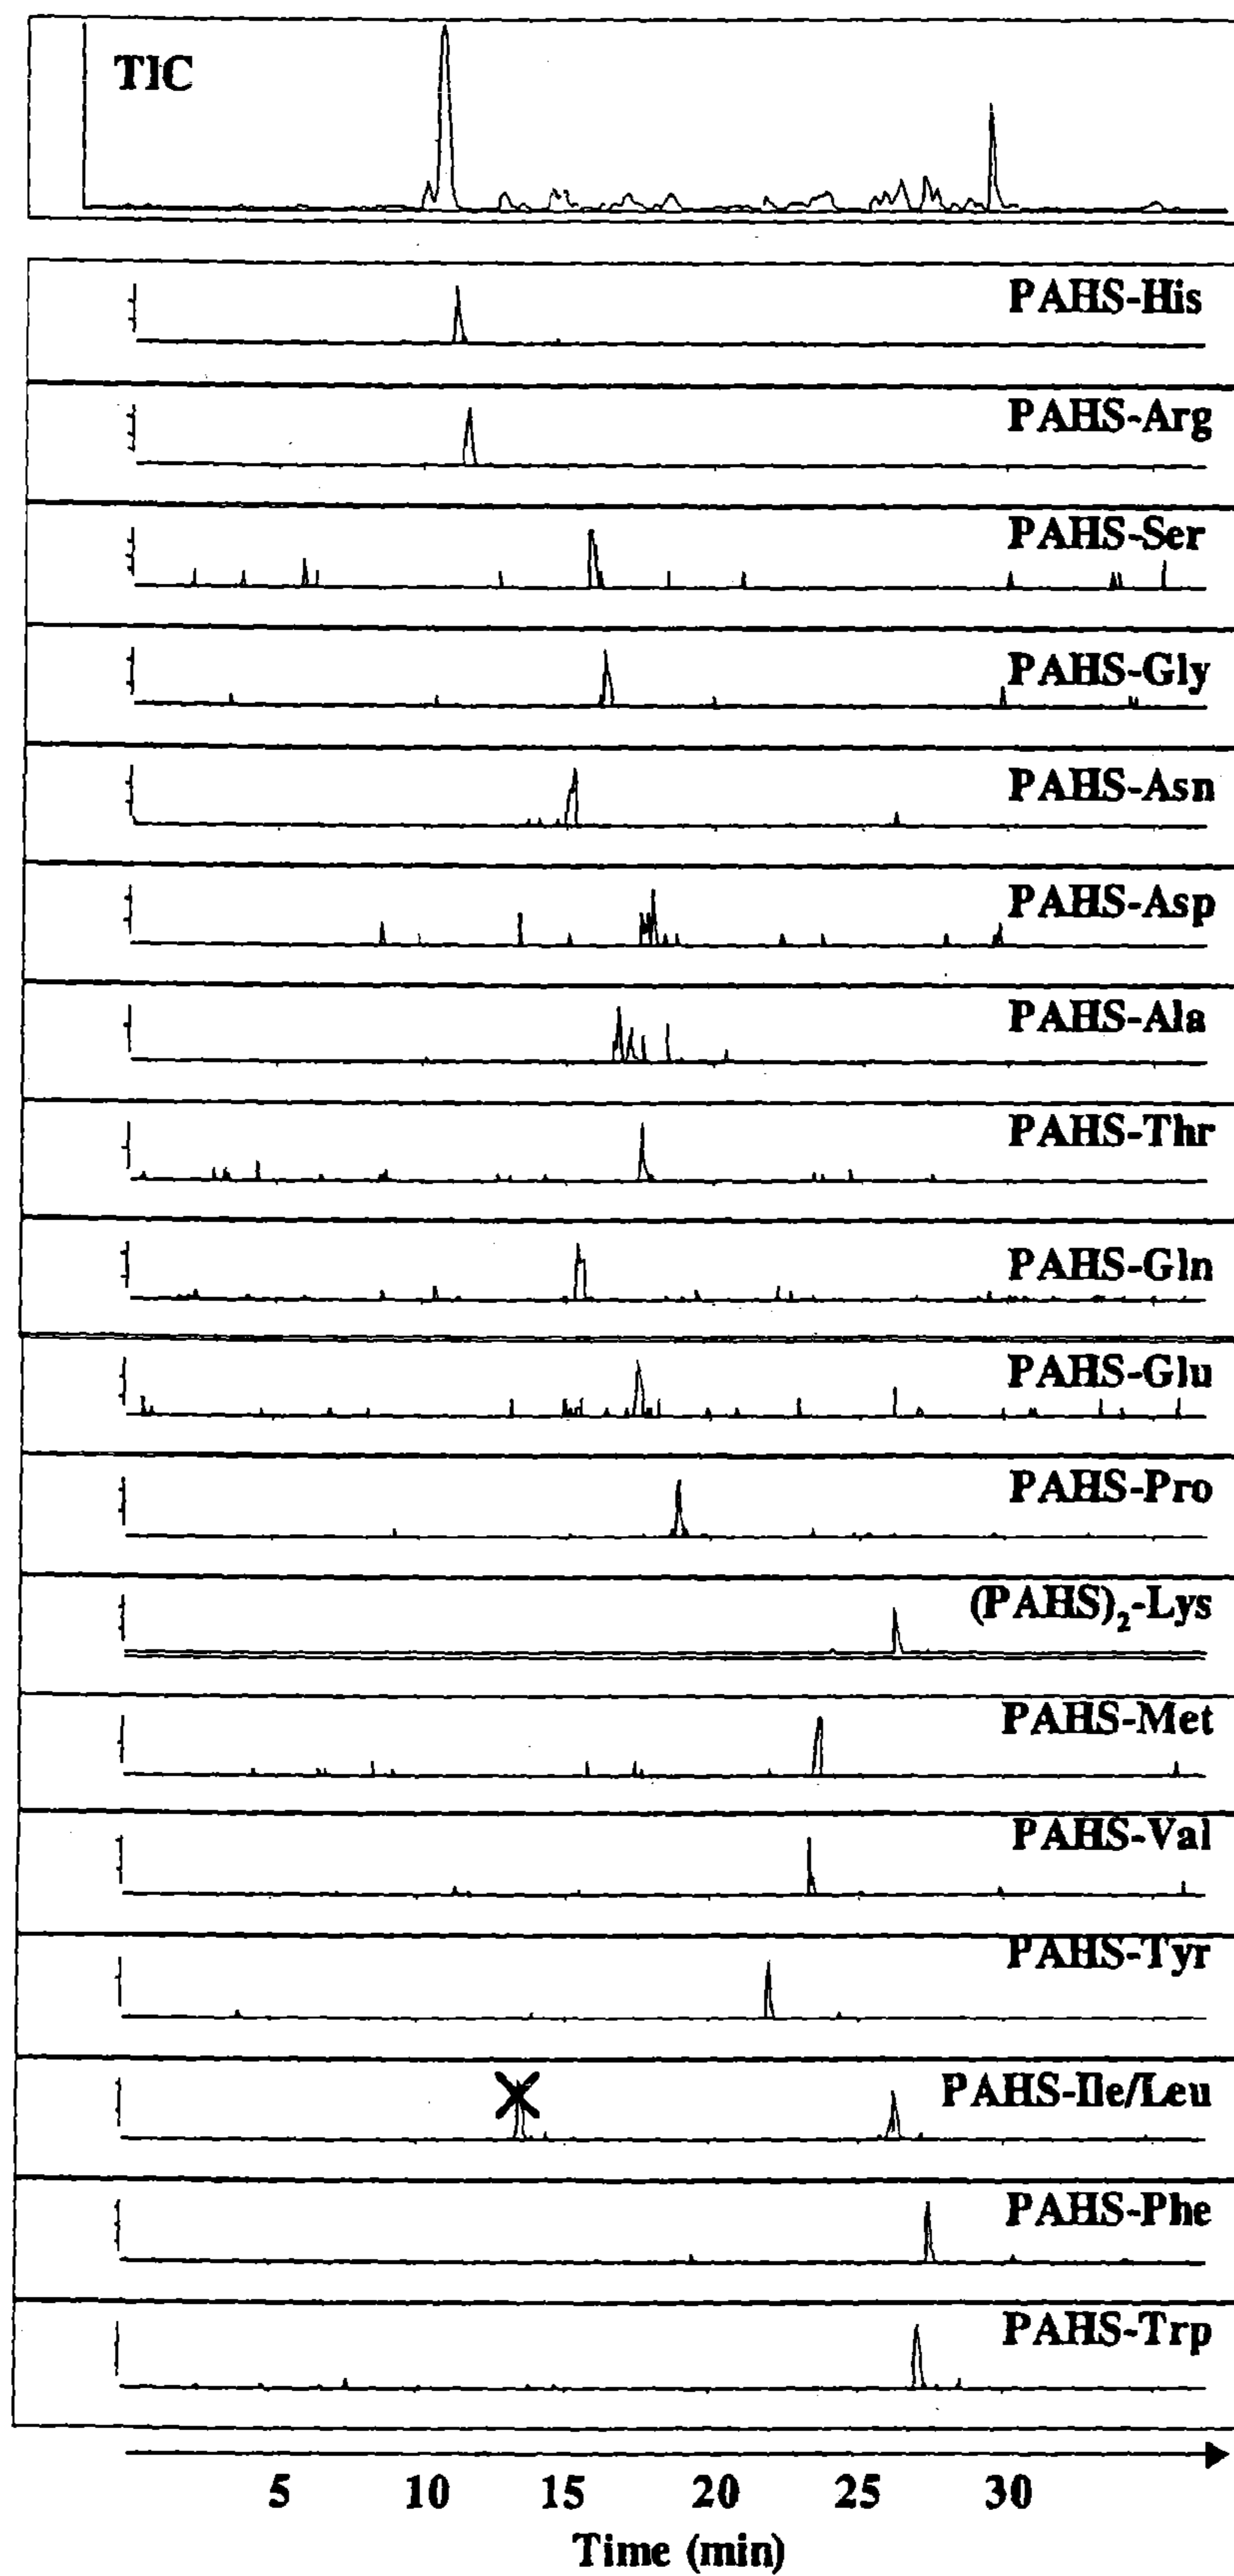 TIC
PAHS-His
PAHS-Arg
PAHS-Ser
PAHS-Gly
PAHS-Asn
PAHS-Asp
PAHS-Ala
PAHS-Thr
PAHS-Gln
PAHS-Glu
PAHS-Pro
(PAHS)₂-Lys
PAHS-Met
PAHS-Val
PAHS-Tyr
PAHS-Ile/Leu
PAHS-Phe
PAHS-Trp
5 10 15 20 25 30
Time (min)